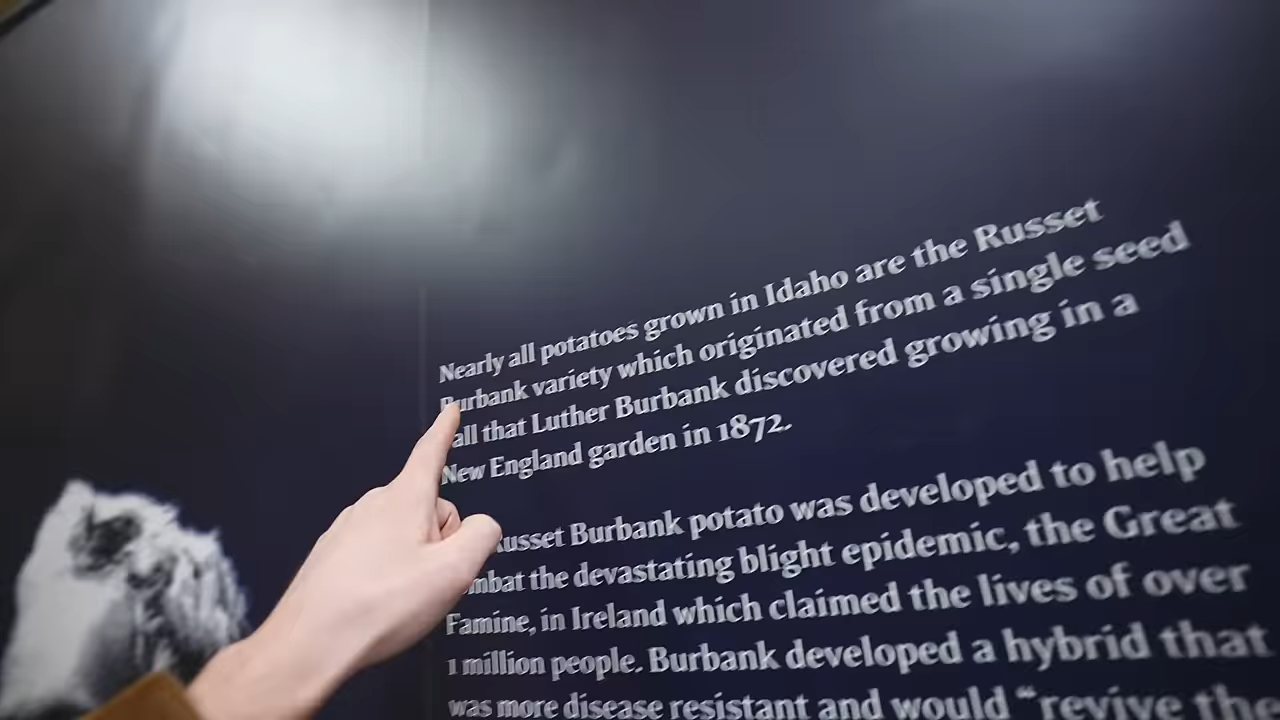 Nearly all potatoes grown in Idaho are the Russet
Burbank variety which originated from a single seed
all that Luther Burbank discovered growing in a
New England garden in 1872.
Russet Burbank potato was developed to help
the devastating blight epidemic, the Great
Famine, in Ireland which claimed the lives of over
1 million people. Burbank developed a hybrid that
was more disease resistant and would “revive the